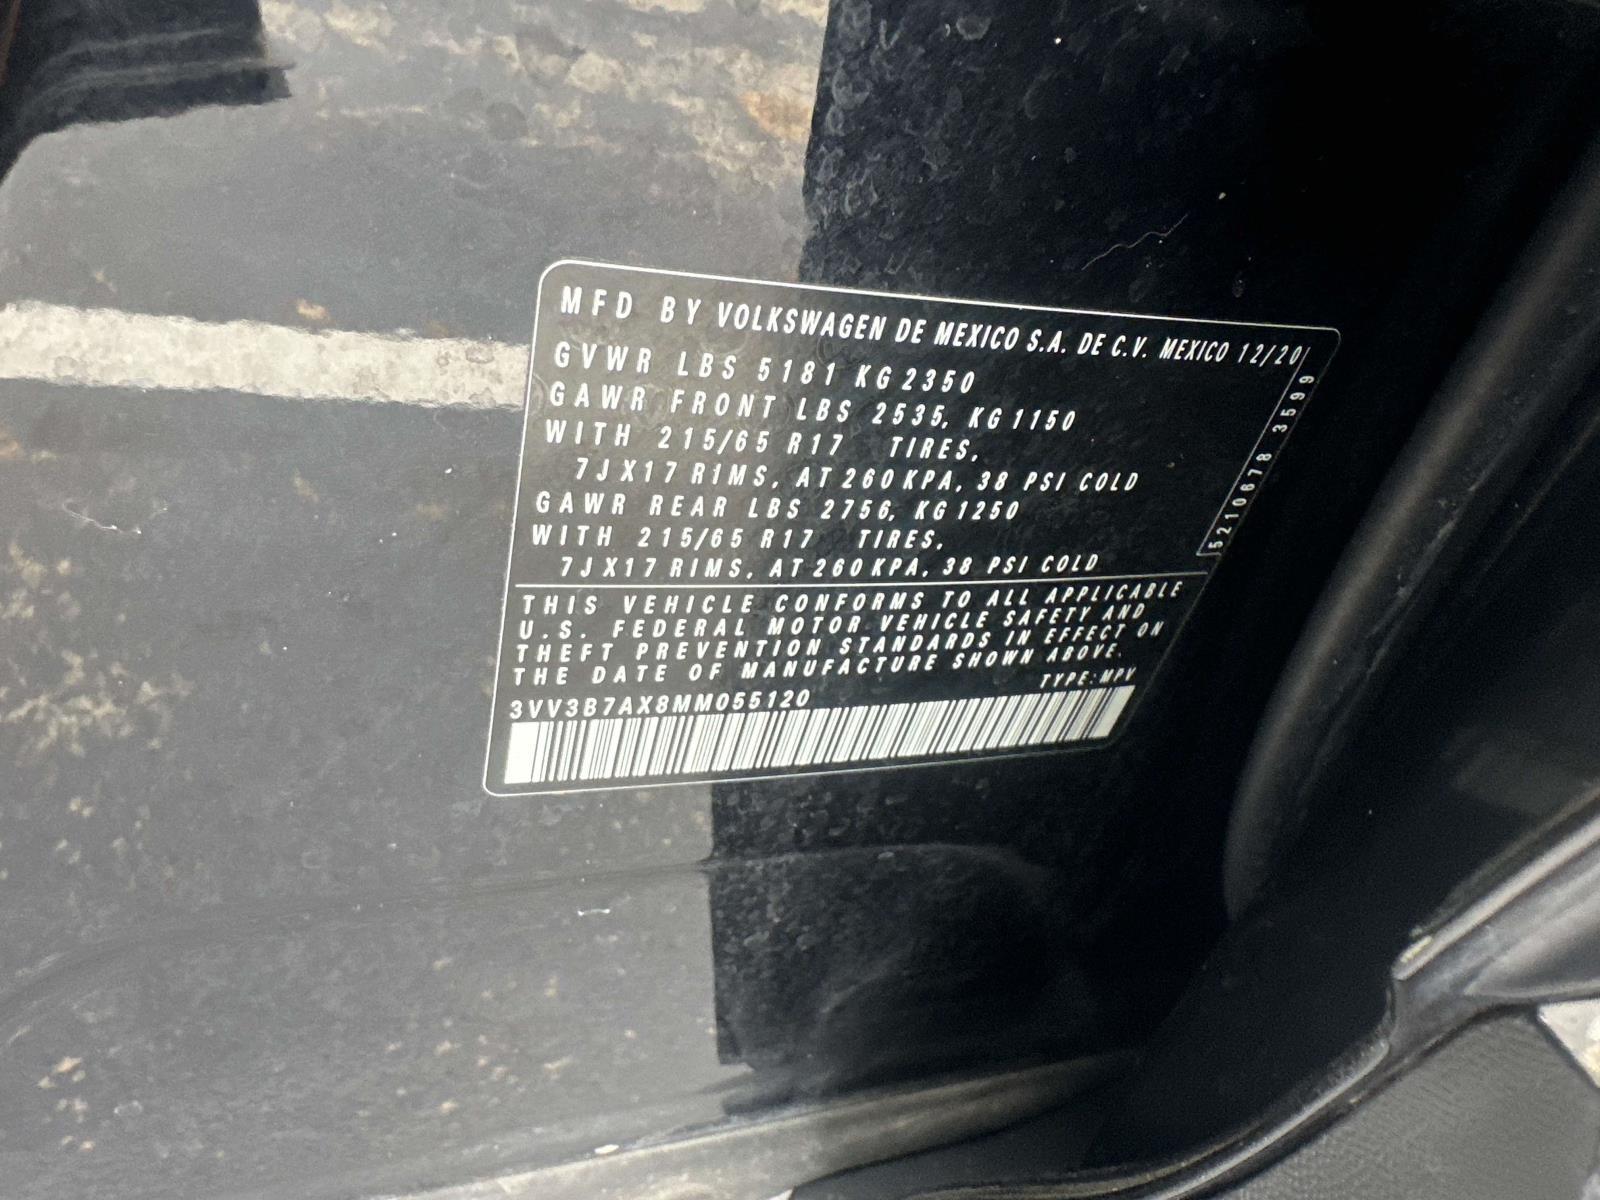 MFD BY VOLKSWAGEN DE MEXICO S.A. DE C.V. MEXICO 12/20
GVWR LBS 5181 KG 2350
GAWR FRONT LBS 2535, KG 1150
WITH 215/65 R17 TIRES,
7JX17 RIMS, AT 260 KPA, 38 PSI COLD
GAWR REAR LBS 2756, KG 1250
WITH 215/65 R17 TIRES,
7JX17 RIMS, AT 260 KPA, 38 PSI COLD
5210678 3599
THIS VEHICLE CONFORMS TO ALL APPLICABLE
U.S. FEDERAL MOTOR VEHICLE SAFETY AND
THEFT PREVENTION STANDARDS IN EFFECT ON
THE DATE OF MANUFACTURE SHOWN ABOVE.
TYPE: MPV
3VV3B7AX8MM055120